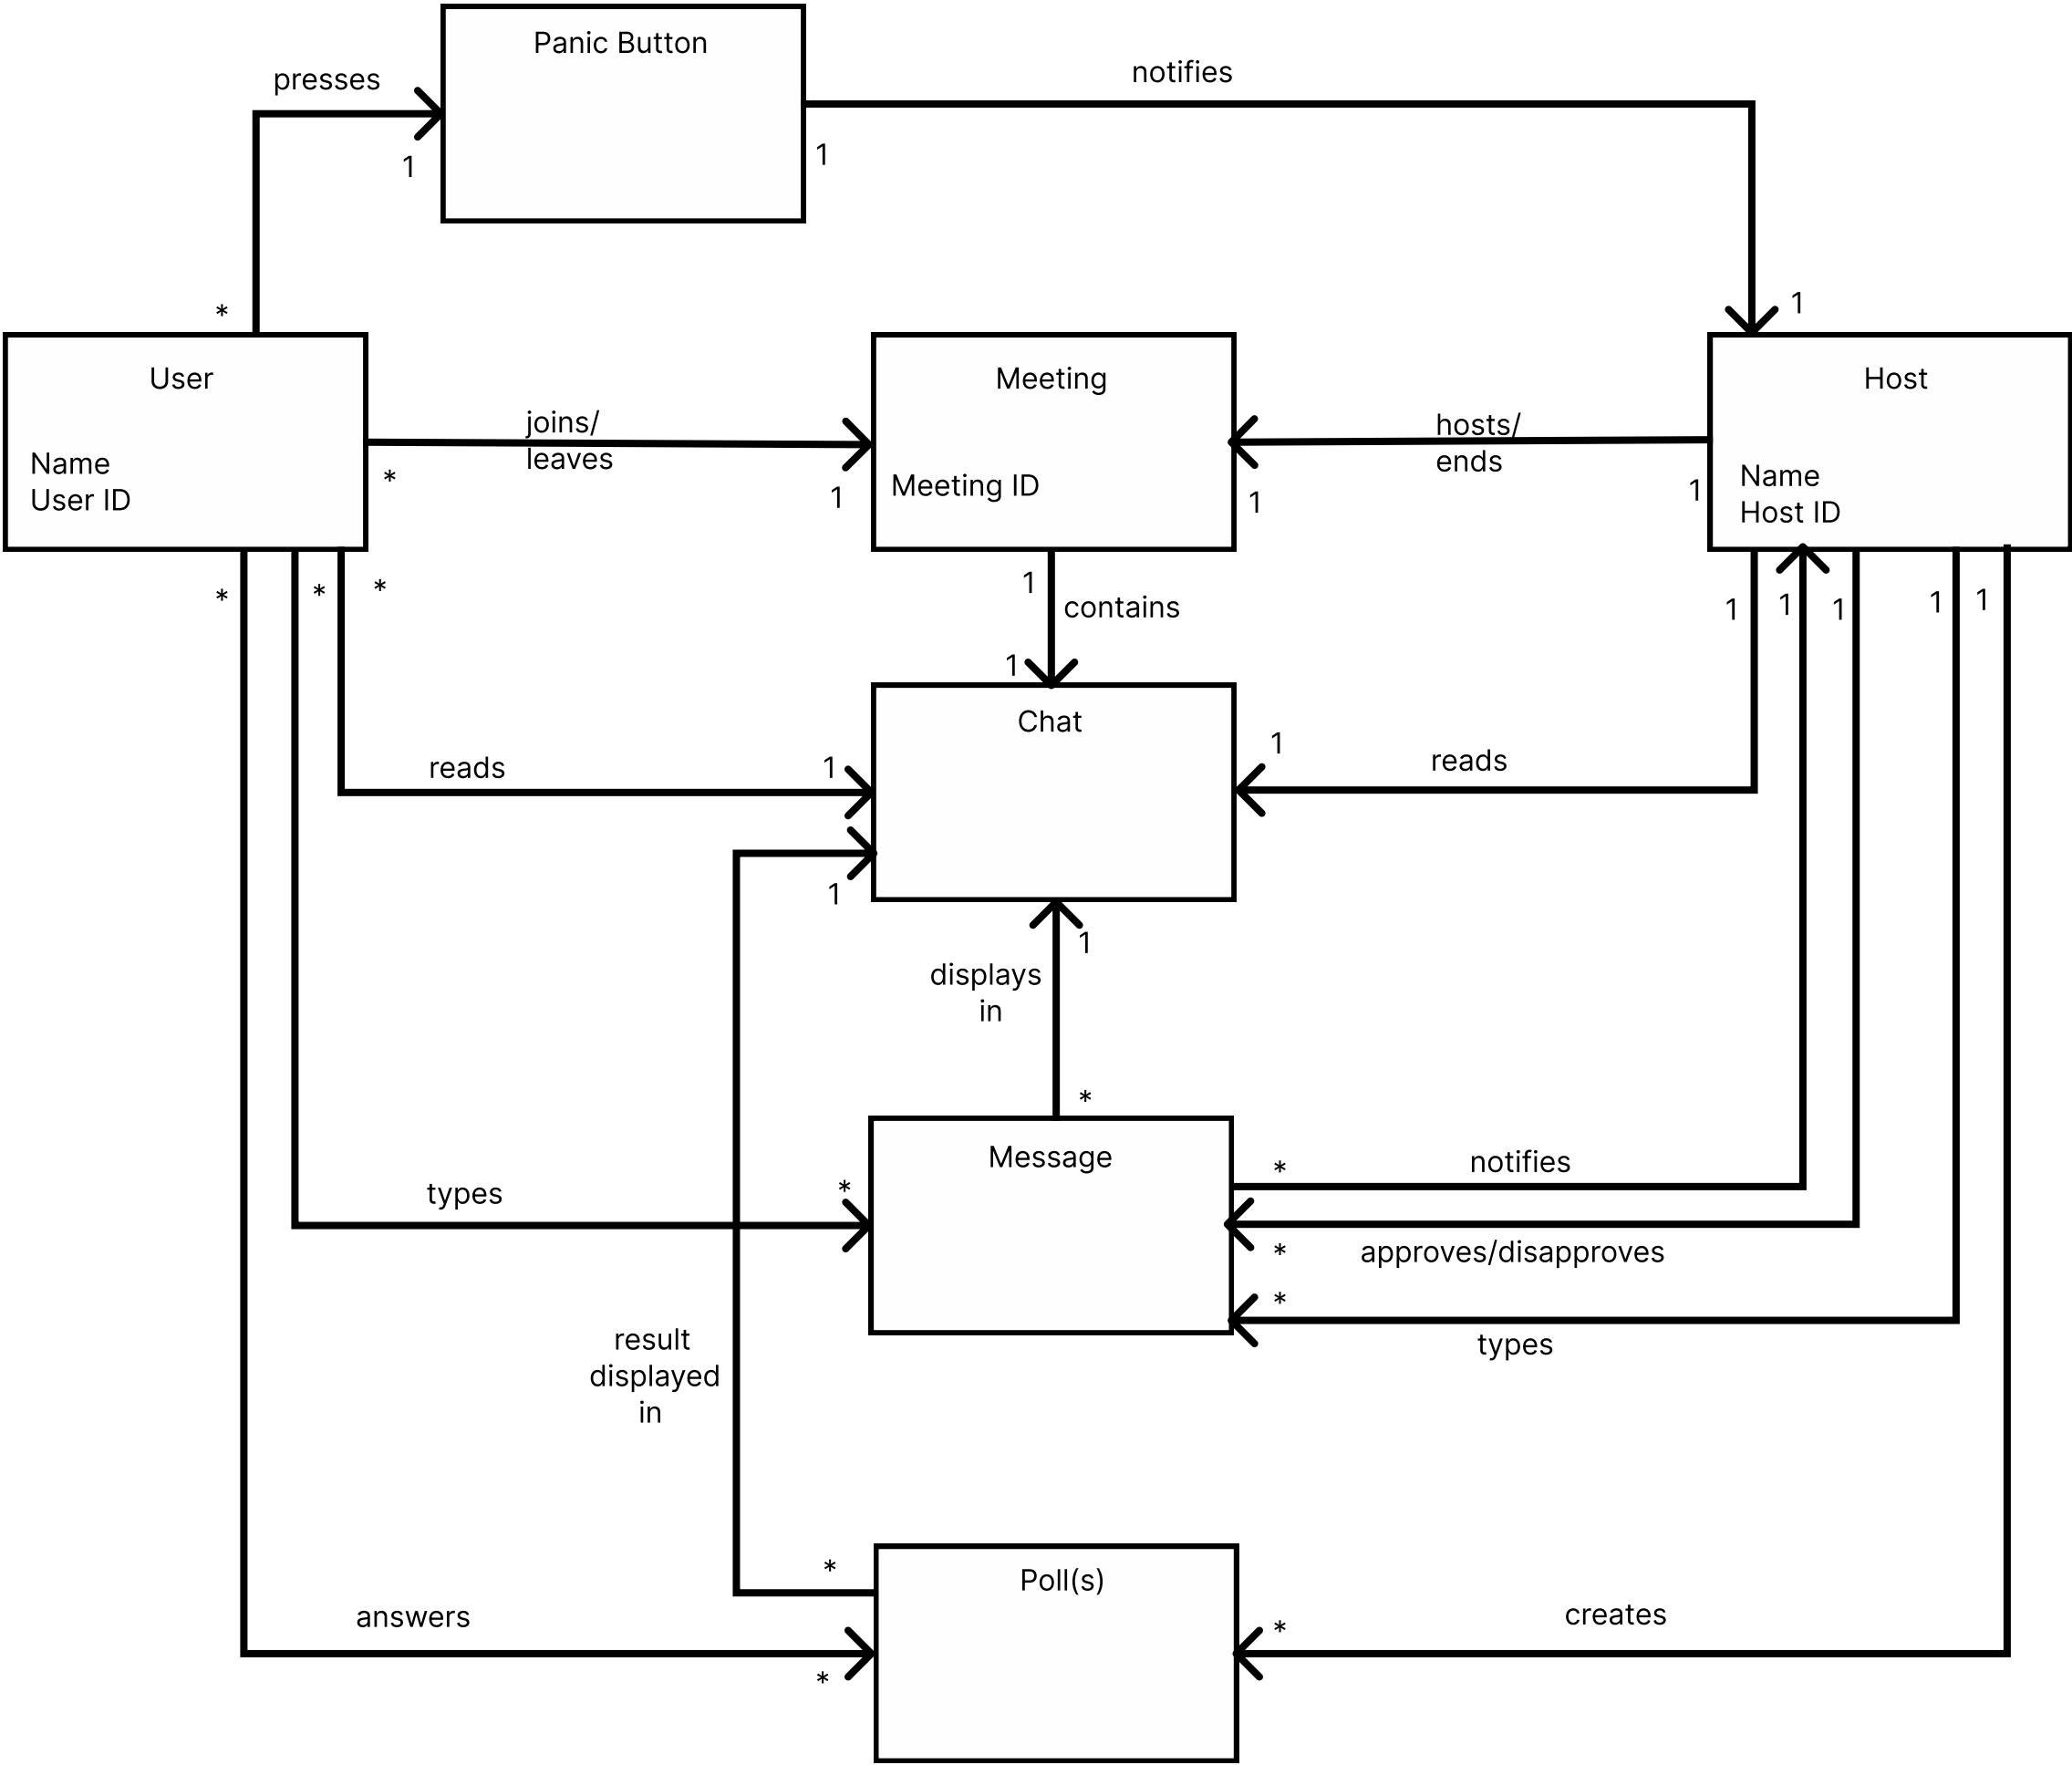 Panic Button
presses
notifies
1
1
*
1
User
Name
User ID
joins/
leaves
*
1
Meeting
Meeting ID
hosts/
ends
1
1
Host
Name
Host ID
*
*
*
1
contains
1
1
1
1
1
1
reads
1
Chat
1
reads
1
displays
in
1
*
types
*
Message
*
notifies
*
approves/disapproves
*
types
result
displayed
in
*
Poll(s)
answers
*
*
creates